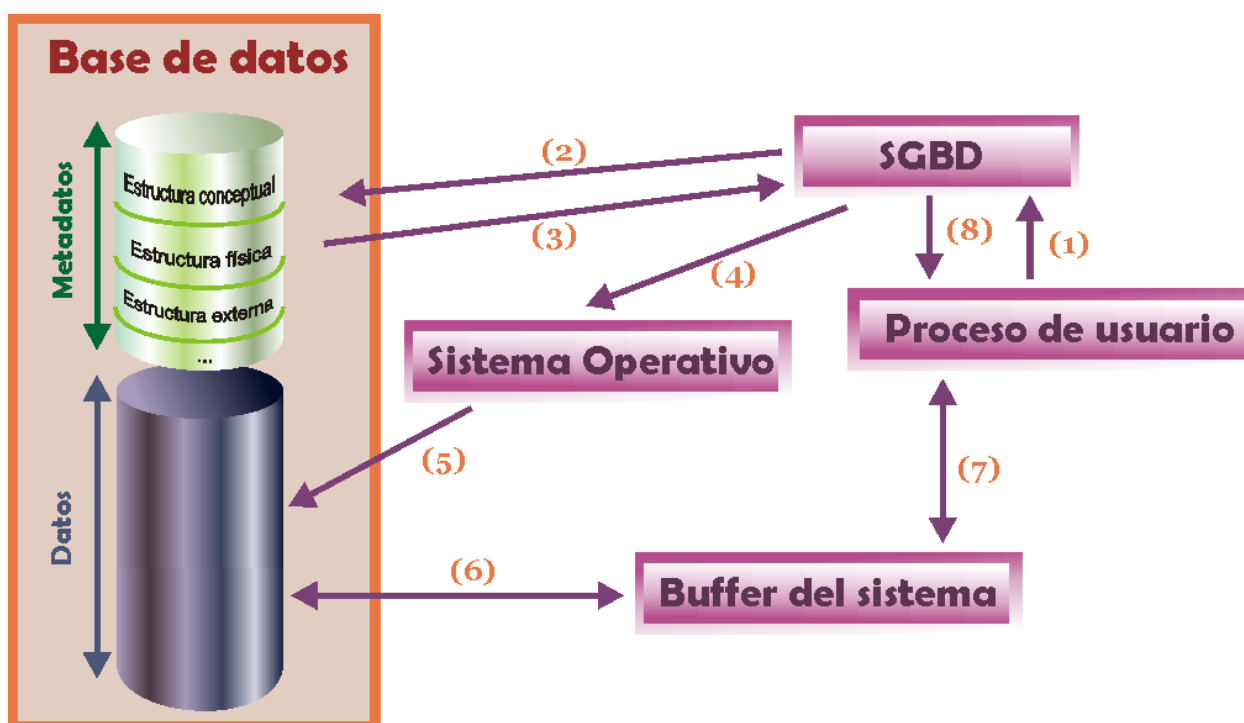 Base de datos
Metadatos
Estructura conceptual
Estructura física
Estructura externa
...
Datos
(2)
(3)
(4)
(5)
(6)
SGBD
(8)
(1)
Proceso de usuario
Sistema Operativo
(7)
Buffer del sistema